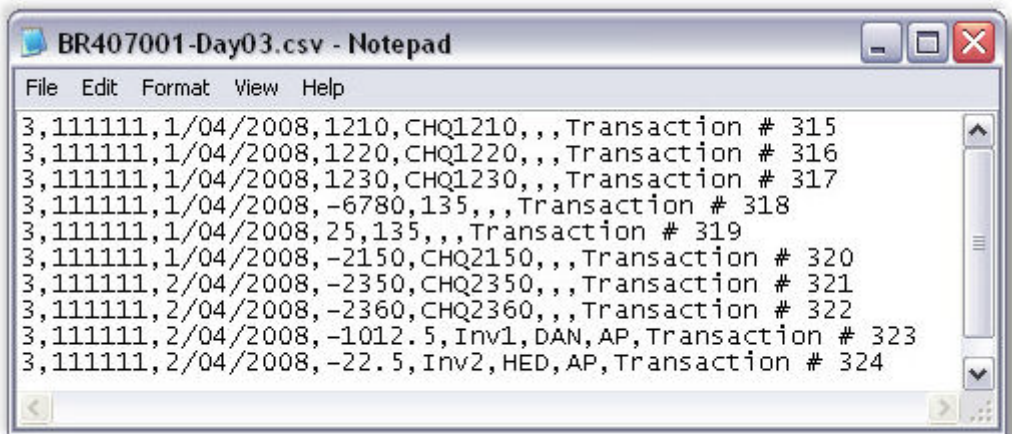 BR407001-Day03.csv - Notepad
File Edit Format View Help
3,111111,1/04/2008,1210,CHQ1210,,,Transaction # 315
3,111111,1/04/2008,1220,CHQ1220,,,Transaction # 316
3,111111,1/04/2008,1230,CHQ1230,,,Transaction # 317
3,111111,1/04/2008,-6780,135,,,Transaction # 318
3,111111,1/04/2008,25,135,,,Transaction # 319
3,111111,1/04/2008,-2150,CHQ2150,,,Transaction # 320
3,111111,2/04/2008,-2350,CHQ2350,,,Transaction # 321
3,111111,2/04/2008,-2360,CHQ2360,,,Transaction # 322
3,111111,2/04/2008,-1012.5,Inv1,DAN,AP,Transaction # 323
3,111111,2/04/2008,-22.5,Inv2,HED,AP,Transaction # 324